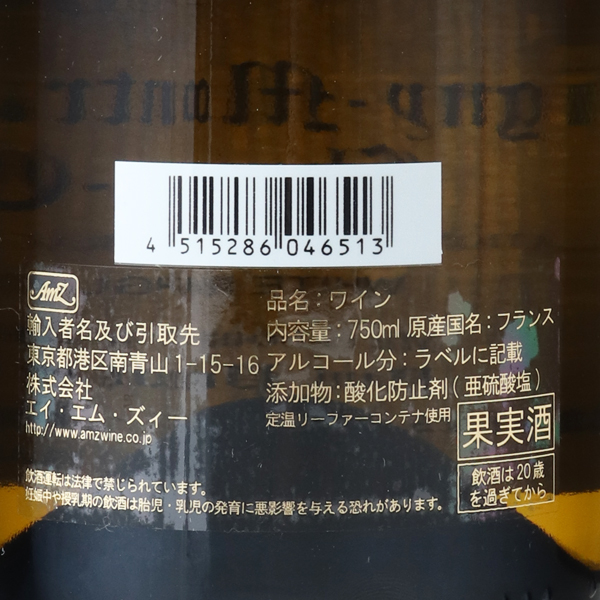 4 515286 046513
AmZ
輸入者名及び引取先
東京都港区南青山1-15-16
株式会社
エイ・エム・ズィー
http://www.amzwine.co.jp
品名：ワイン
内容量：750ml 原産国名：フランス
アルコール分：ラベルに記載
添加物：酸化防止剤（亜硫酸塩）
定温リーファーコンテナ使用
果実酒
飲酒は20歳
を過ぎてから
飲酒運転は法律で禁じられています。
妊娠中や授乳期の飲酒は胎児・乳児の発育に悪影響を与える恐れがあります。